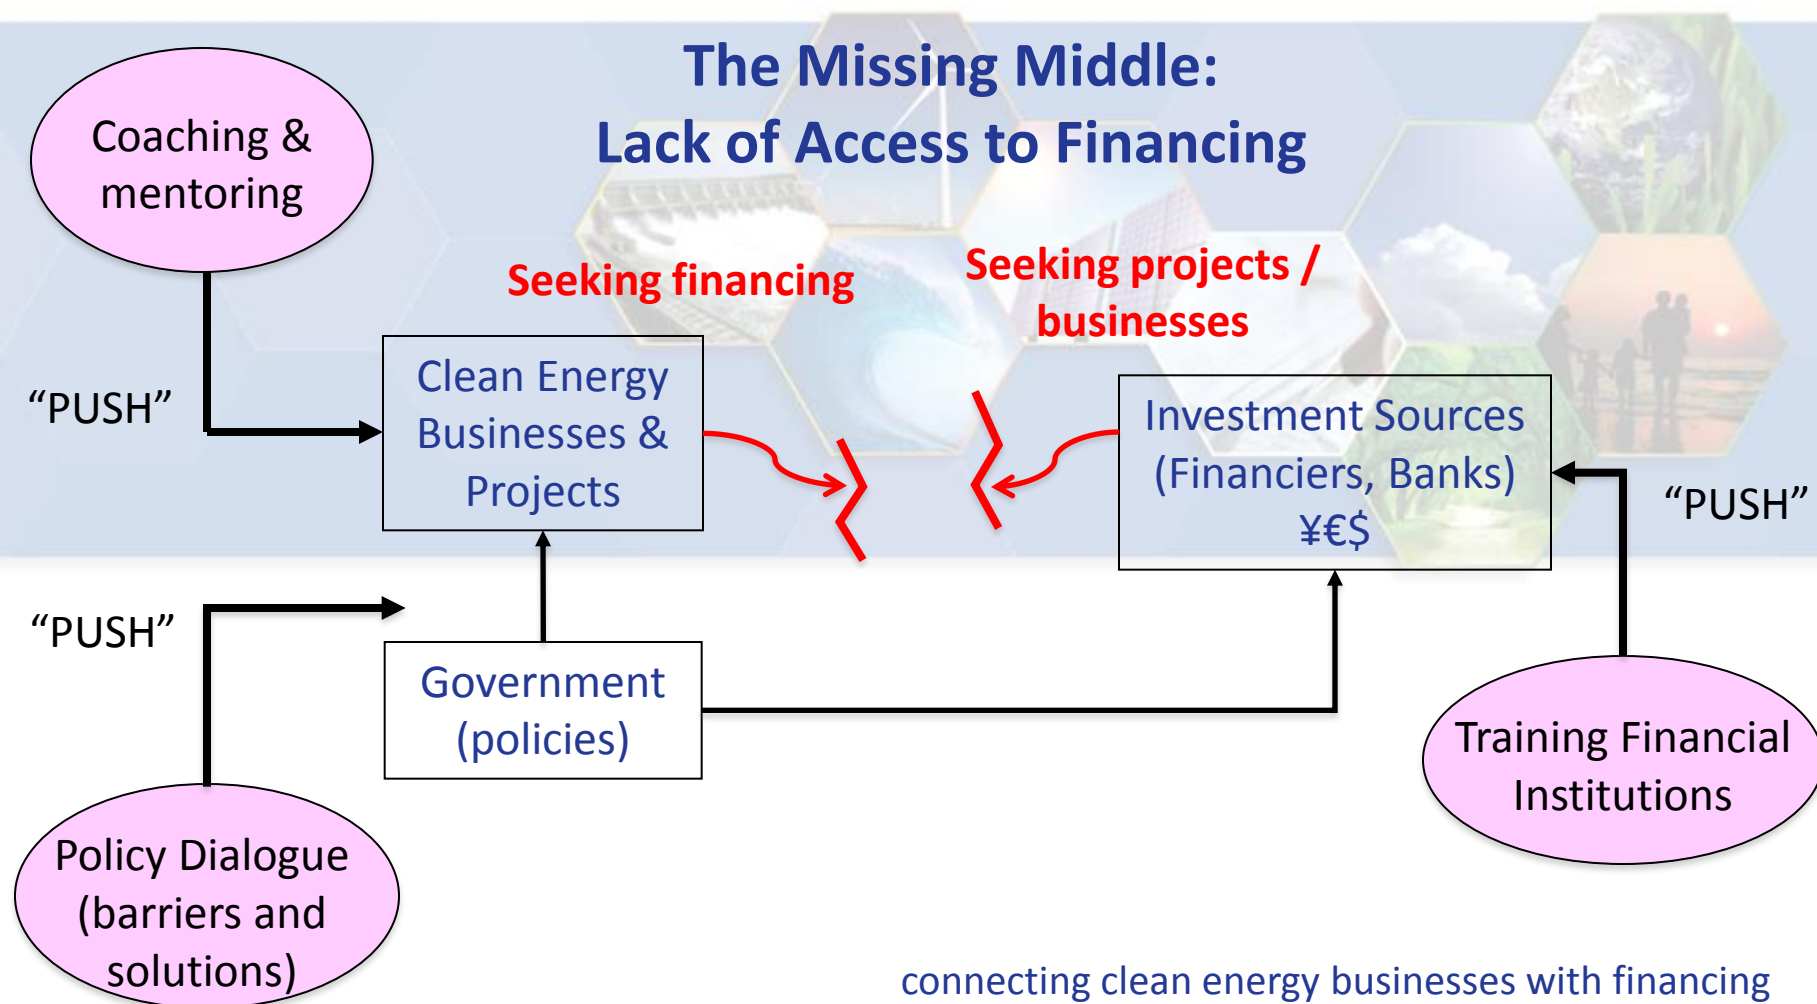 The Missing Middle:
Lack of Access to Financing
Coaching &
mentoring
Seeking financing
Seeking projects /
businesses
“PUSH”
Clean Energy
Businesses &
Projects
Investment Sources
(Financiers, Banks)
¥€$
“PUSH”
“PUSH”
Government
(policies)
Training Financial
Institutions
Policy Dialogue
(barriers and
solutions)
connecting clean energy businesses with financing